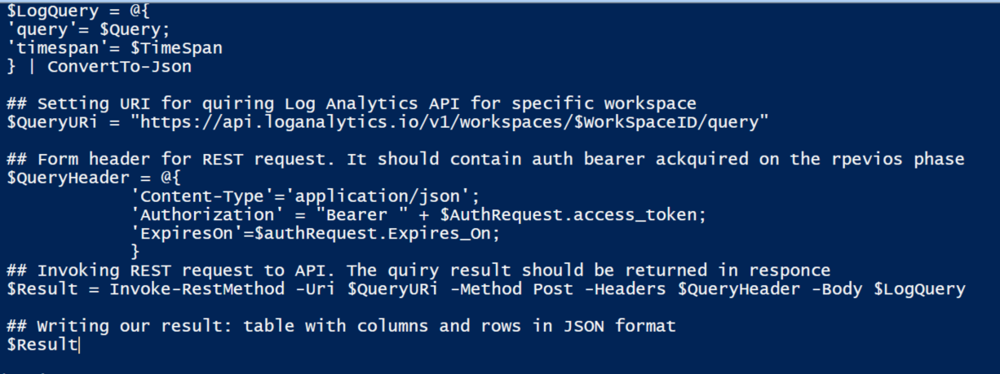 $LogQuery = @{
'query'= $Query;
'timespan'= $TimeSpan
} | ConvertTo-Json
## Setting URI for quiring Log Analytics API for specific workspace
$QueryURi = "https://api.loganalytics.io/v1/workspaces/$WorkSpaceID/query"
## Form header for REST request. It should contain auth bearer ackquired on the rpevios phase
$QueryHeader = @{
'Content-Type'='application/json';
'Authorization' = "Bearer " + $AuthRequest.access_token;
'ExpiresOn'=$authRequest.Expires_On;
}
## Invoking REST request to API. The quiry result should be returned in responce
$Result = Invoke-RestMethod -Uri $QueryURi -Method Post -Headers $QueryHeader -Body $LogQuery
## Writing our result: table with columns and rows in JSON format
$Result